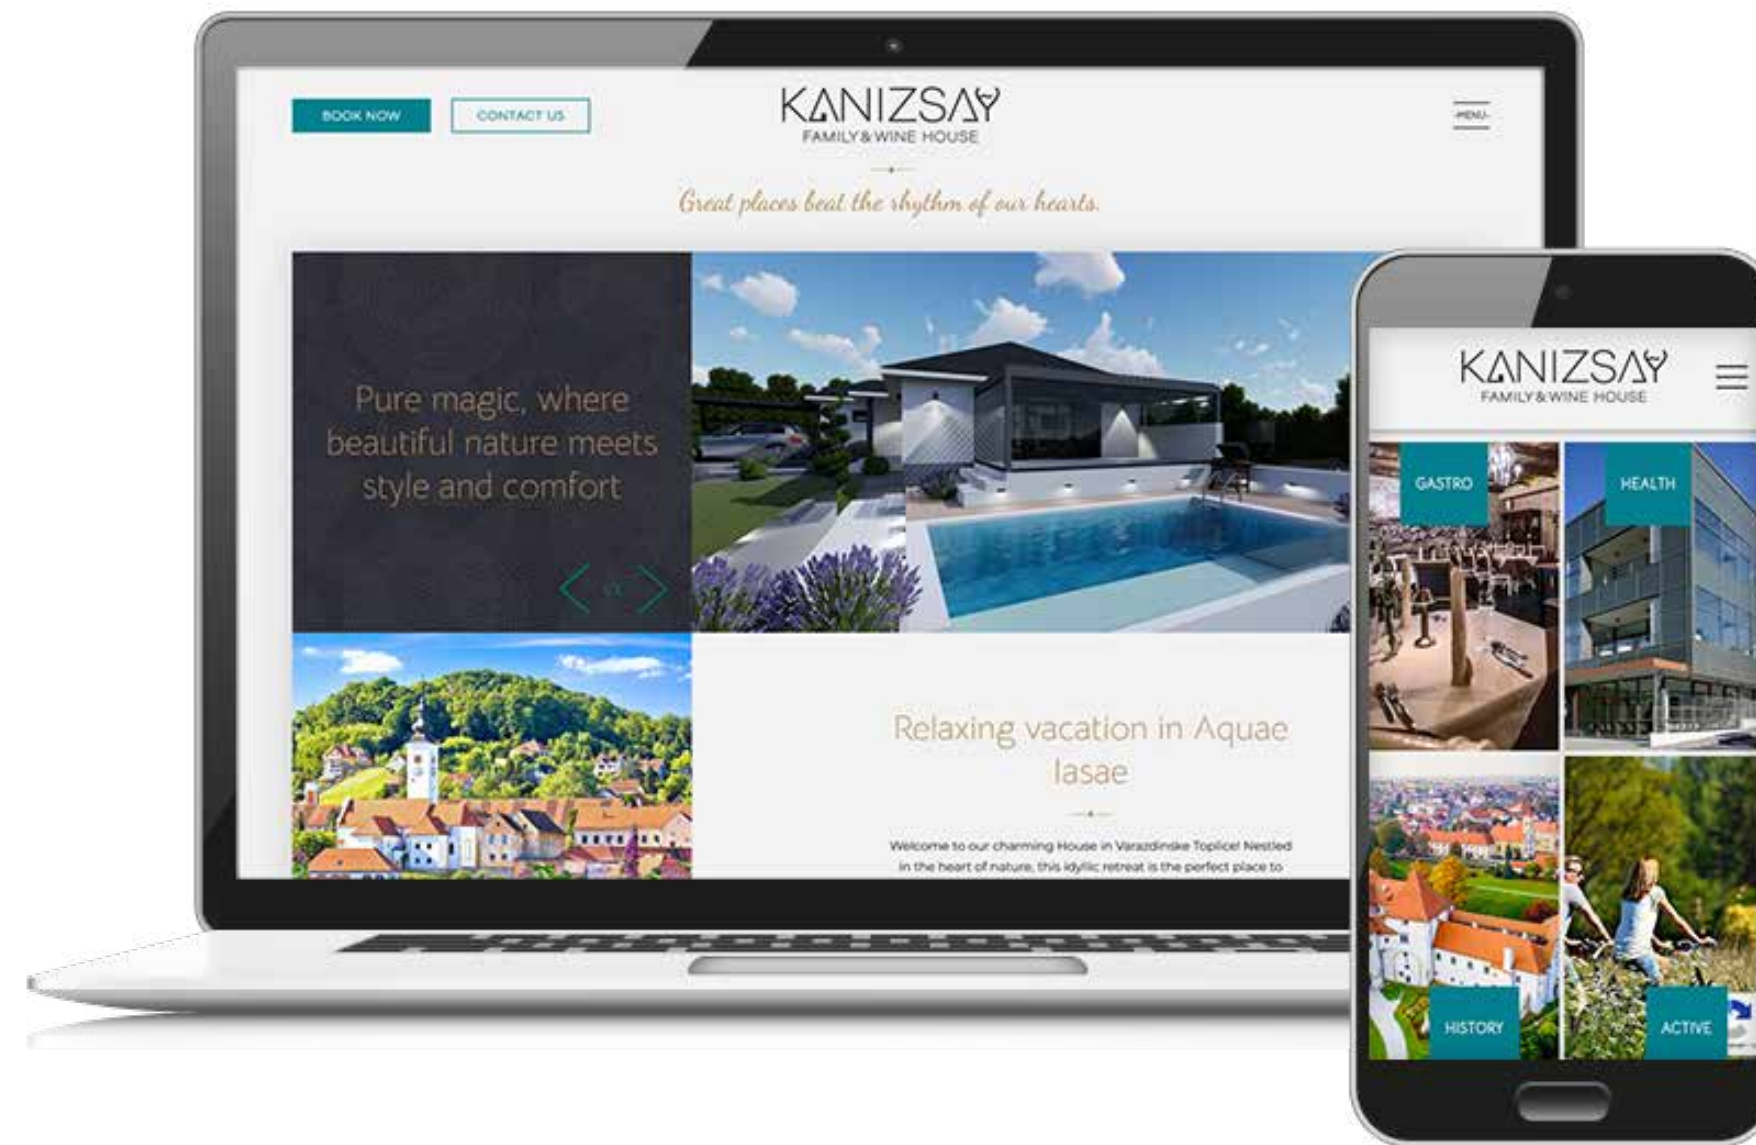 BOOK NOW
CONTACT US
KANIZSAY
FAMILY & WINE HOUSE
-MENU-
Great places beat the rhythm of our hearts.
Pure magic, where
beautiful nature meets
style and comfort
Relaxing vacation in Aquae
Iasae
Welcome to our charming House in Varazdinske Toplice! Nestled
in the heart of nature, this idyllic retreat is the perfect place to
KANIZSAY
FAMILY & WINE HOUSE
GASTRO
HEALTH
HISTORY
ACTIVE